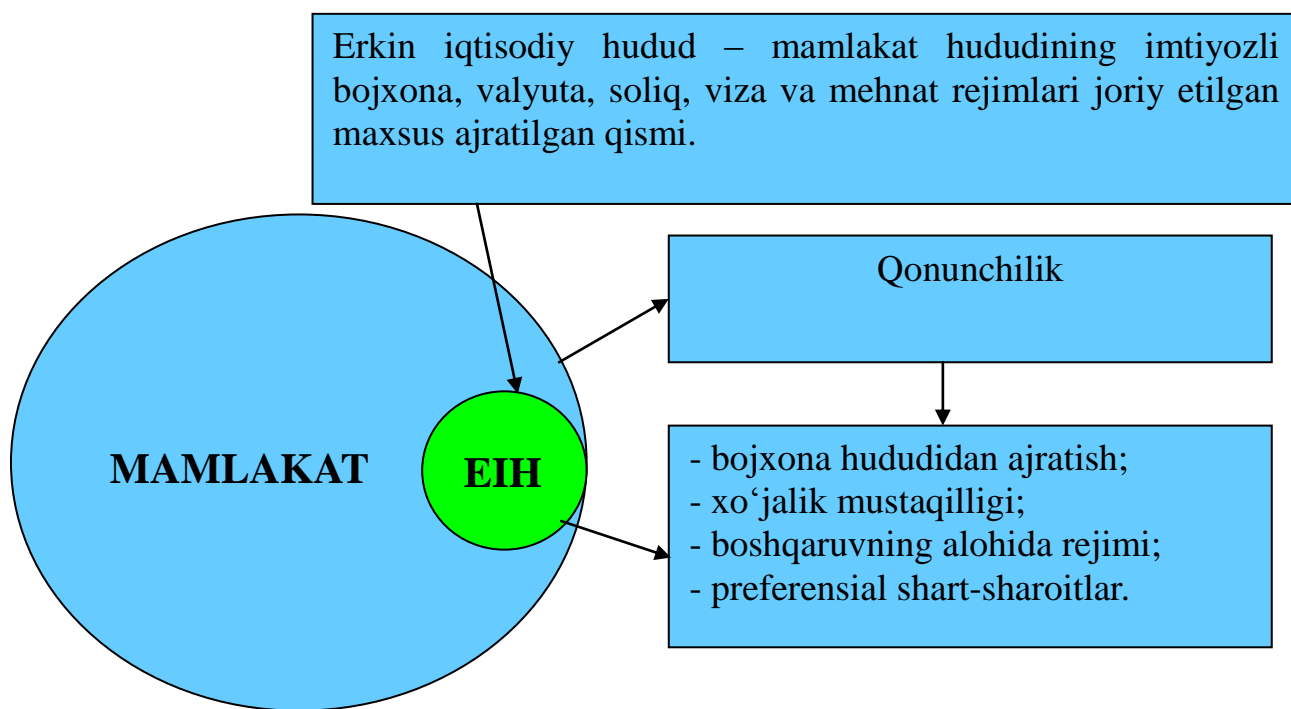 Erkin iqtisodiy hudud – mamlakat hududining imtiyozli
bojxona, valyuta, soliq, viza va mehnat rejimlari joriy etilgan
maxsus ajratilgan qismi.
Qonunchilik
MAMLAKAT
EIH
- bojxona hududidan ajratish;
- xo‘jalik mustaqilligi;
- boshqaruvning alohida rejimi;
- preferensial shart-sharoitlar.